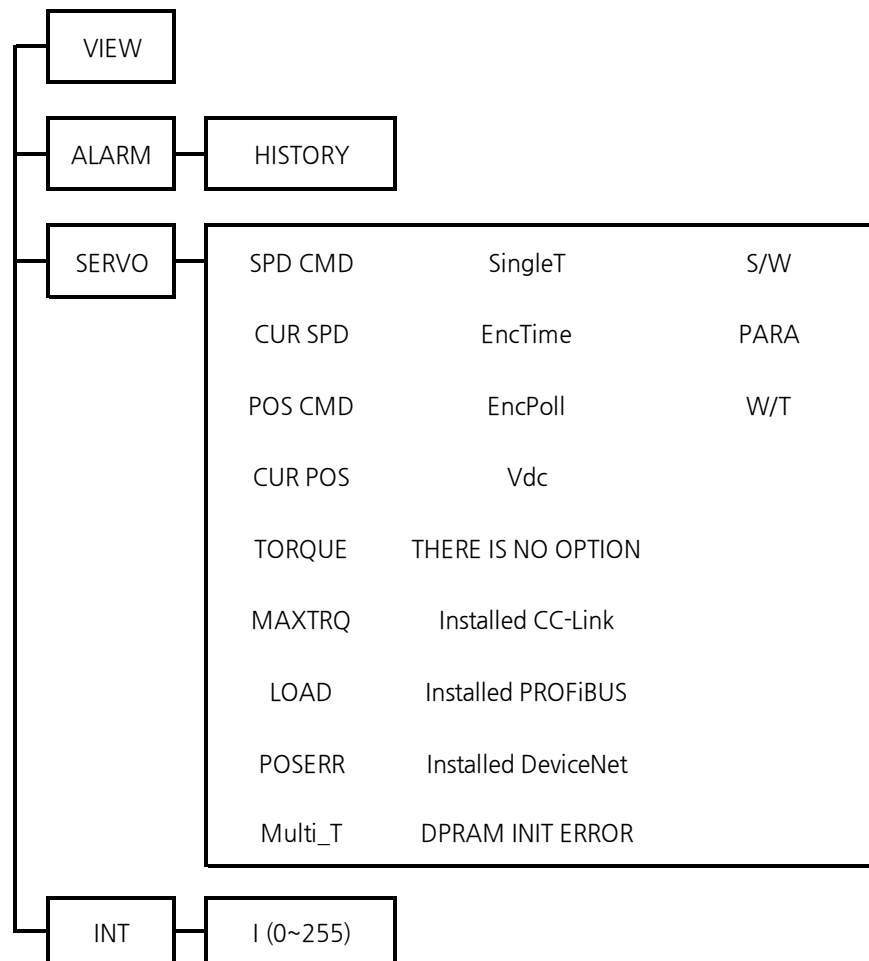 VIEW
ALARM HISTORY
SERVO SPD CMD SingleT S/W
CUR SPD EncTime PARA
POS CMD EncPoll W/T
CUR POS Vdc
TORQUE THERE IS NO OPTION
MAXTRQ Installed CC-Link
LOAD Installed PROFiBUS
POSERR Installed DeviceNet
Multi_T DPRAM INIT ERROR
INT I (0~255)